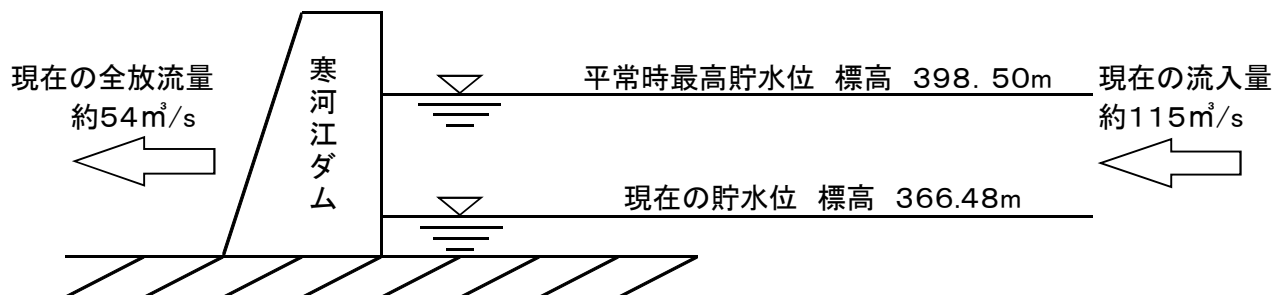 現在の全放流量
約54㎥/s
寒河江ダム
平常時最高貯水位 標高 398.50m
現在の流入量
約115㎥/s
現在の貯水位 標高 366.48m